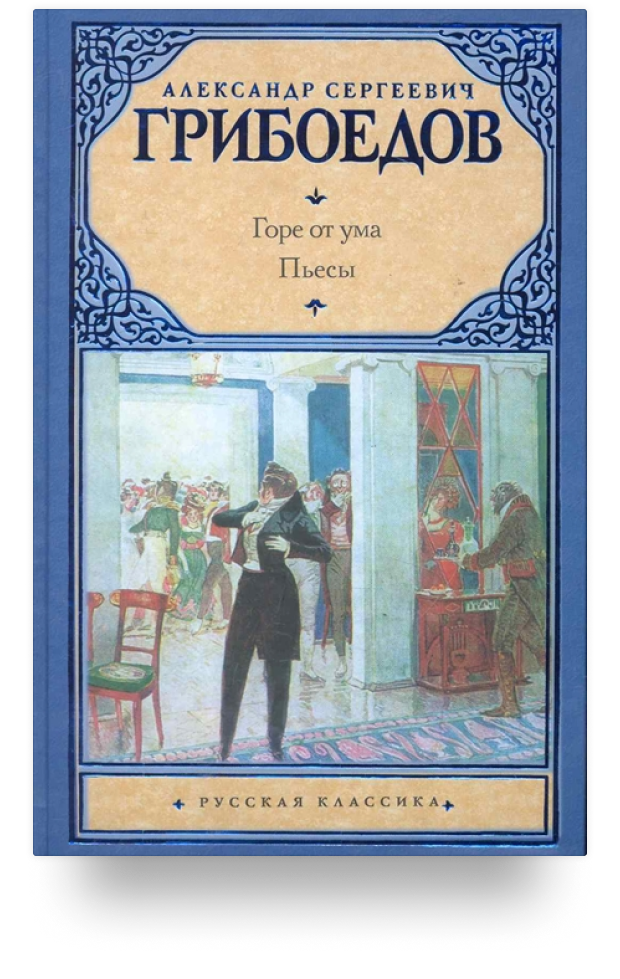 АЛЕКСАНДР СЕРГЕЕВИЧ
ГРИБОЕДОВ
Горе от ума
Пьесы
РУССКАЯ КЛАССИКА